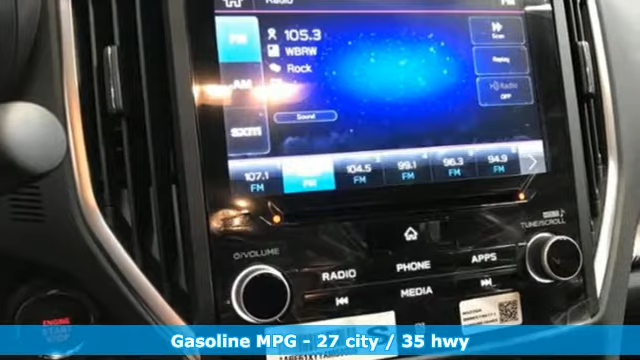 Radio
FM
105.3
Scan
WBRW
Rock
Replay
AM
Radio
OFF
Sound
sxm
107.1 FM
FM
104.5 FM
99.1 FM
96.3 FM
94.9 FM
TUNE/SCROLL
VOLUME
RADIO
PHONE
APPS
MEDIA
ENGINE
START
STOP
Gasoline MPG - 27 city / 35 hwy